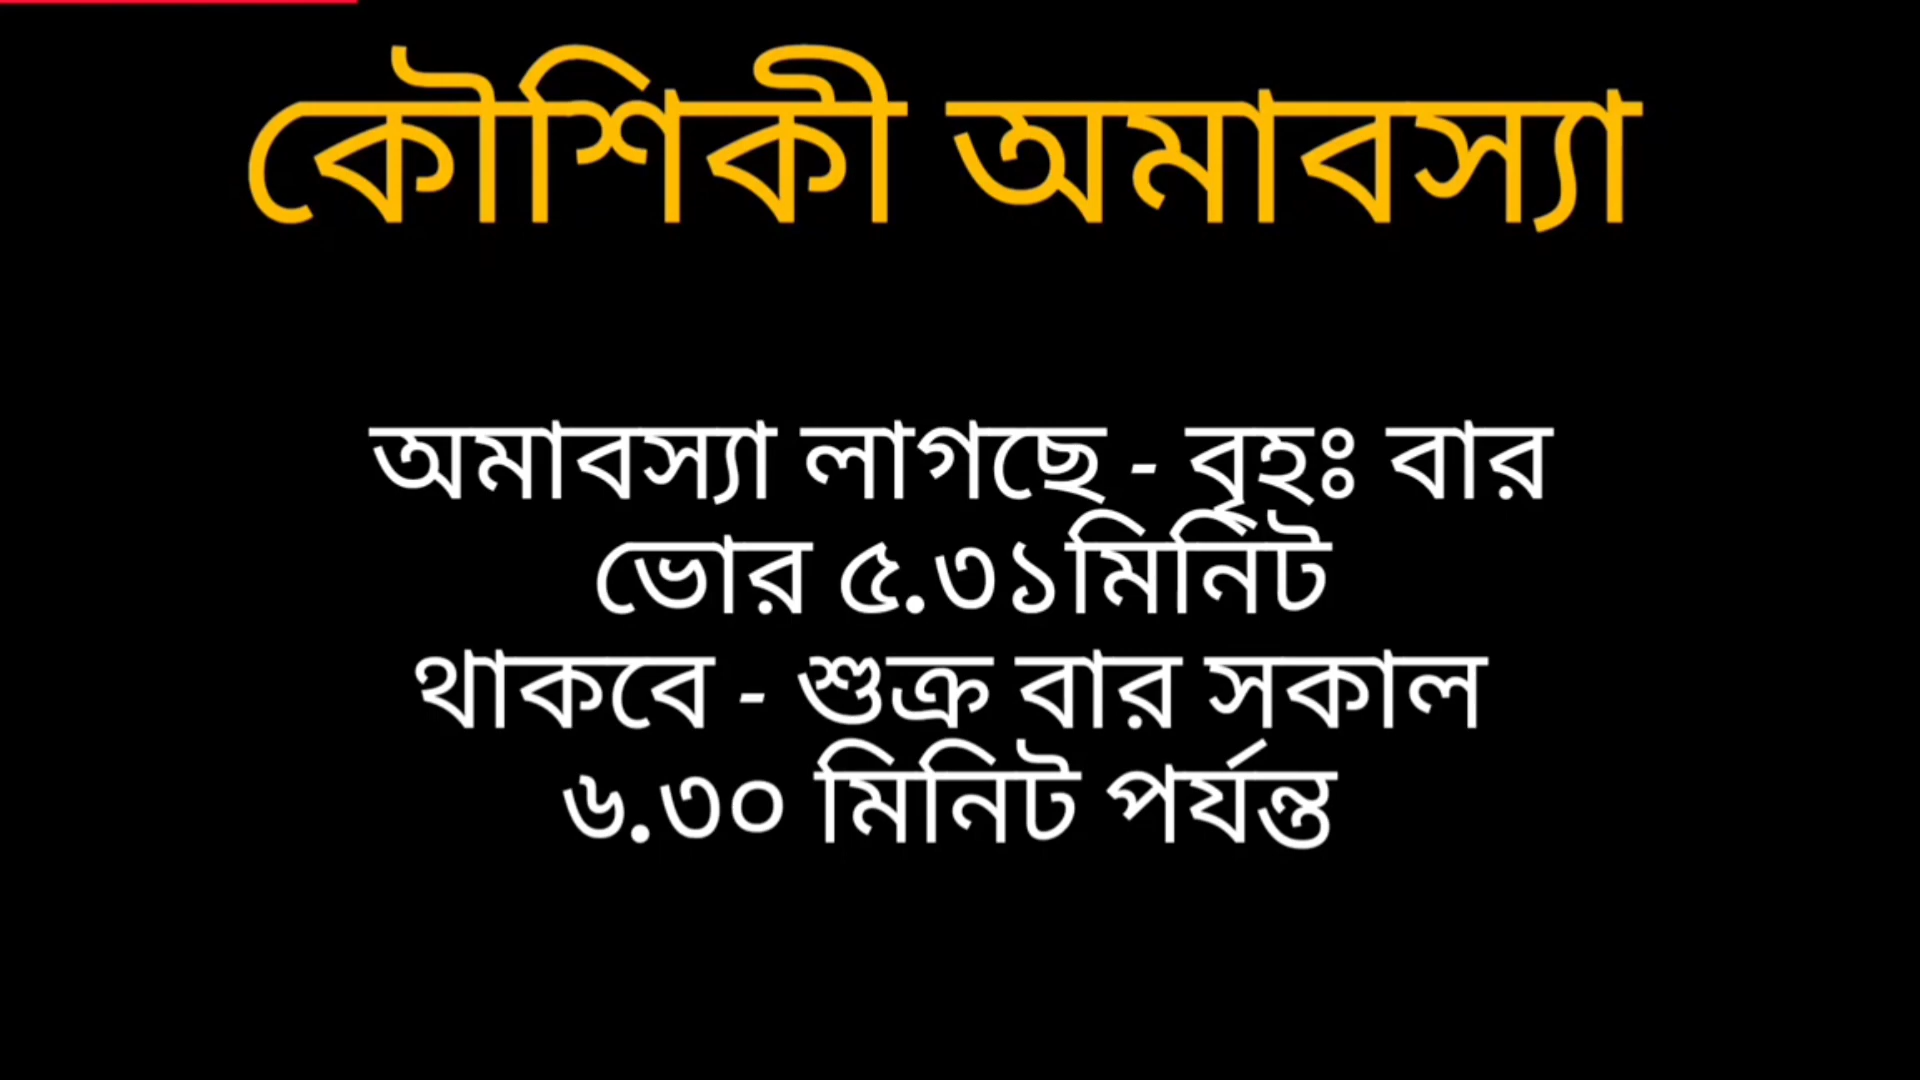 কৌশিকী অমাবস্যা
অমাবস্যা লাগছে - বৃহঃ বার
ভোর ৫.৩১মিনিট
থাকবে - শুক্র বার সকাল
৬.৩০ মিনিট পর্যন্ত